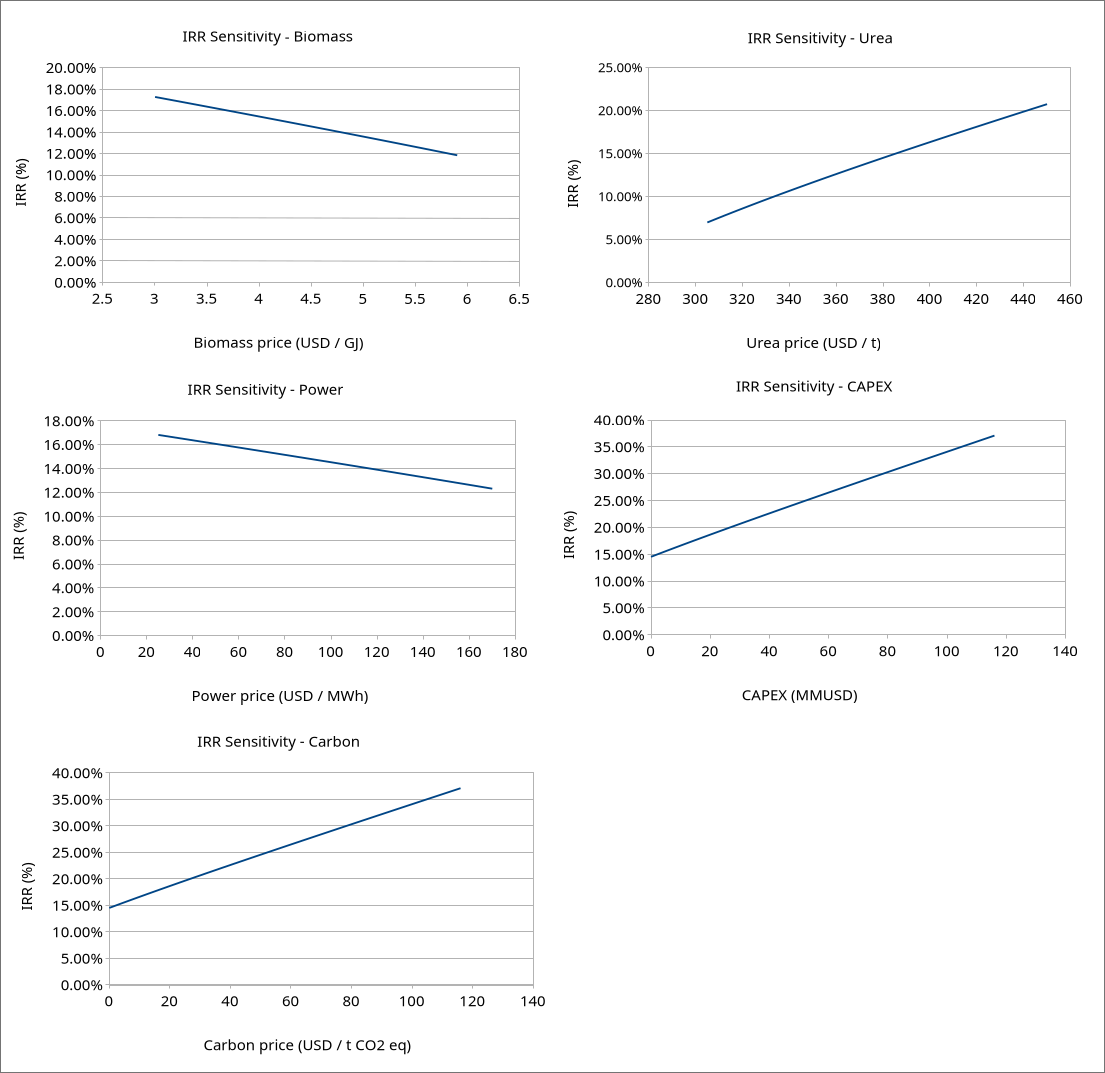 IRR Sensitivity - Biomass
20.00%
18.00%
16.00%
14.00%
12.00%
10.00%
8.00%
6.00%
4.00%
2.00%
0.00%
IRR (%)
2.5 3 3.5 4 4.5 5 5.5 6 6.5
Biomass price (USD / GJ)
IRR Sensitivity - Urea
25.00%
20.00%
15.00%
10.00%
5.00%
0.00%
IRR (%)
280 300 320 340 360 380 400 420 440 460
Urea price (USD / t)
IRR Sensitivity - Power
18.00%
16.00%
14.00%
12.00%
10.00%
8.00%
6.00%
4.00%
2.00%
0.00%
IRR (%)
0 20 40 60 80 100 120 140 160 180
Power price (USD / MWh)
IRR Sensitivity - CAPEX
40.00%
35.00%
30.00%
25.00%
20.00%
15.00%
10.00%
5.00%
0.00%
IRR (%)
0 20 40 60 80 100 120 140
CAPEX (MMUSD)
IRR Sensitivity - Carbon
40.00%
35.00%
30.00%
25.00%
20.00%
15.00%
10.00%
5.00%
0.00%
IRR (%)
0 20 40 60 80 100 120 140
Carbon price (USD / t CO2 eq)